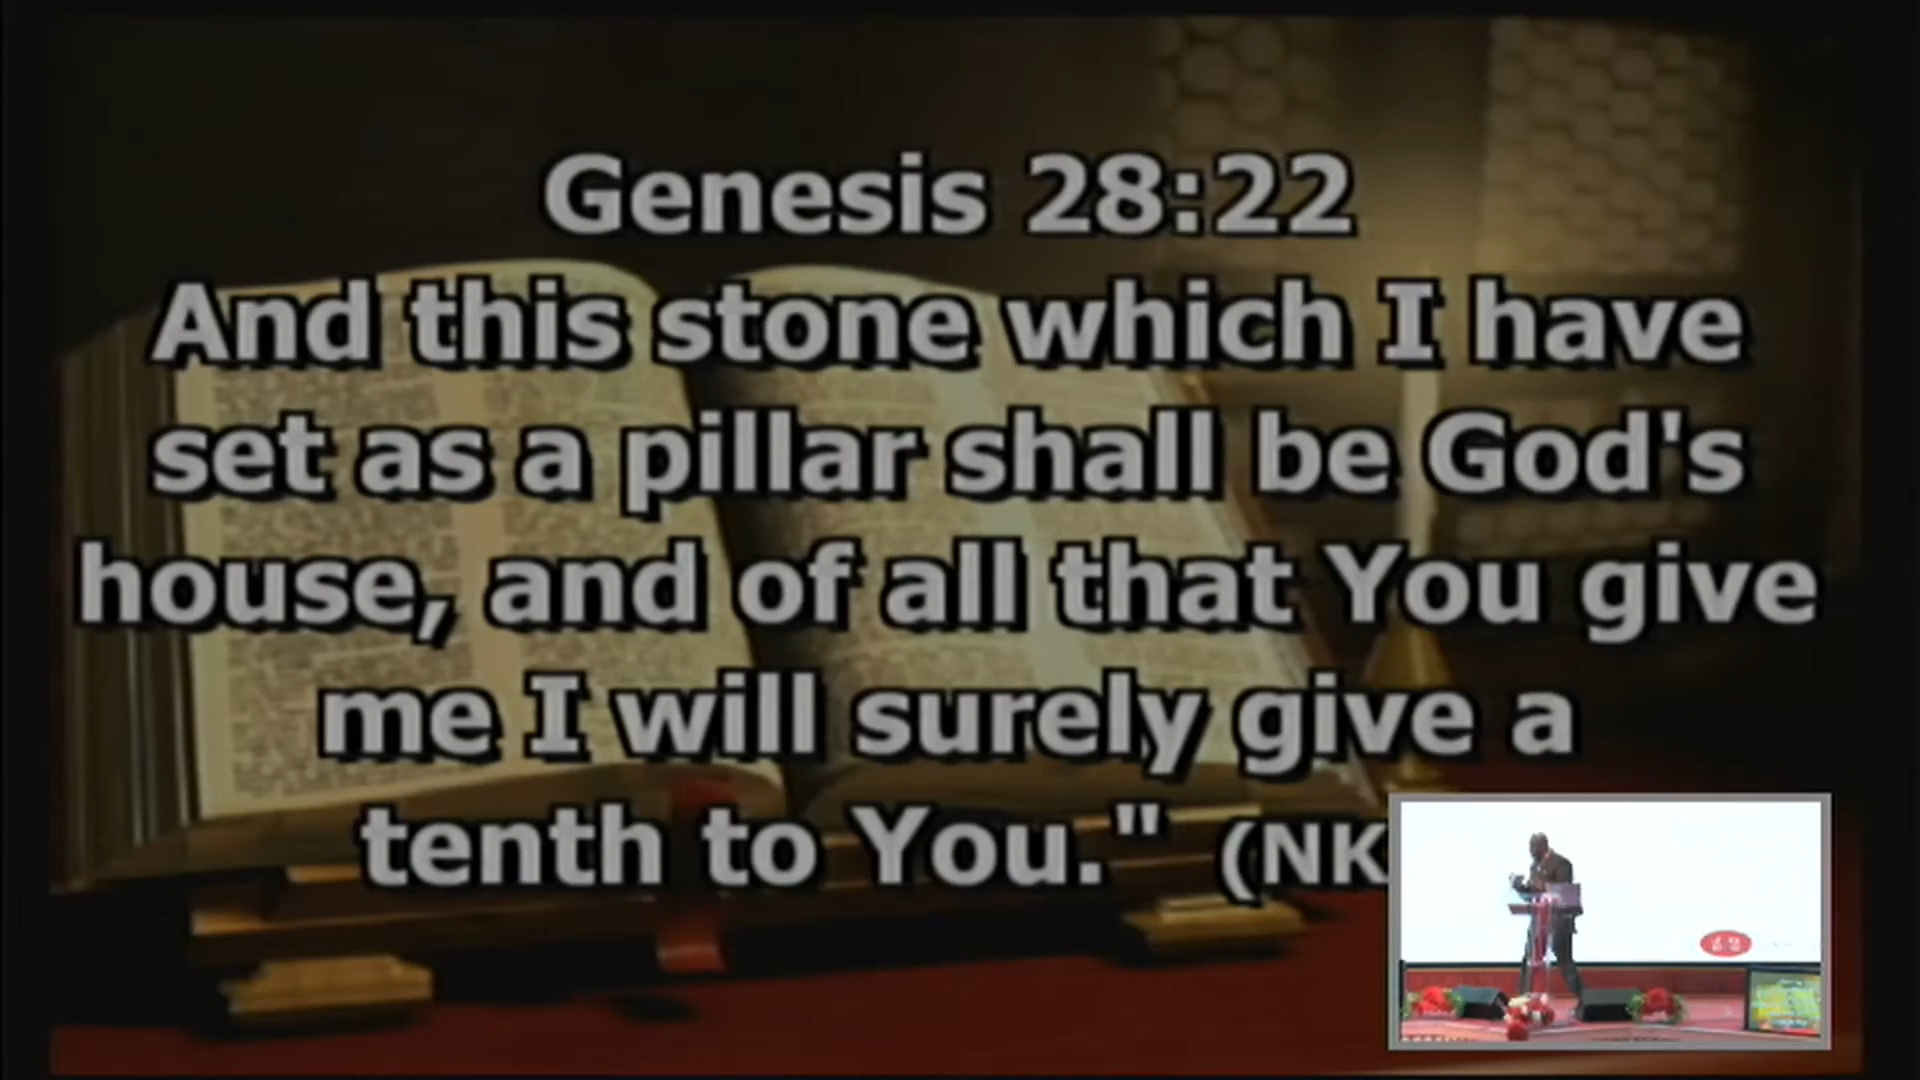 Genesis 28:22
And this stone which I have
set as a pillar shall be God's
house, and of all that You give
me I will surely give a
tenth to You." (NK